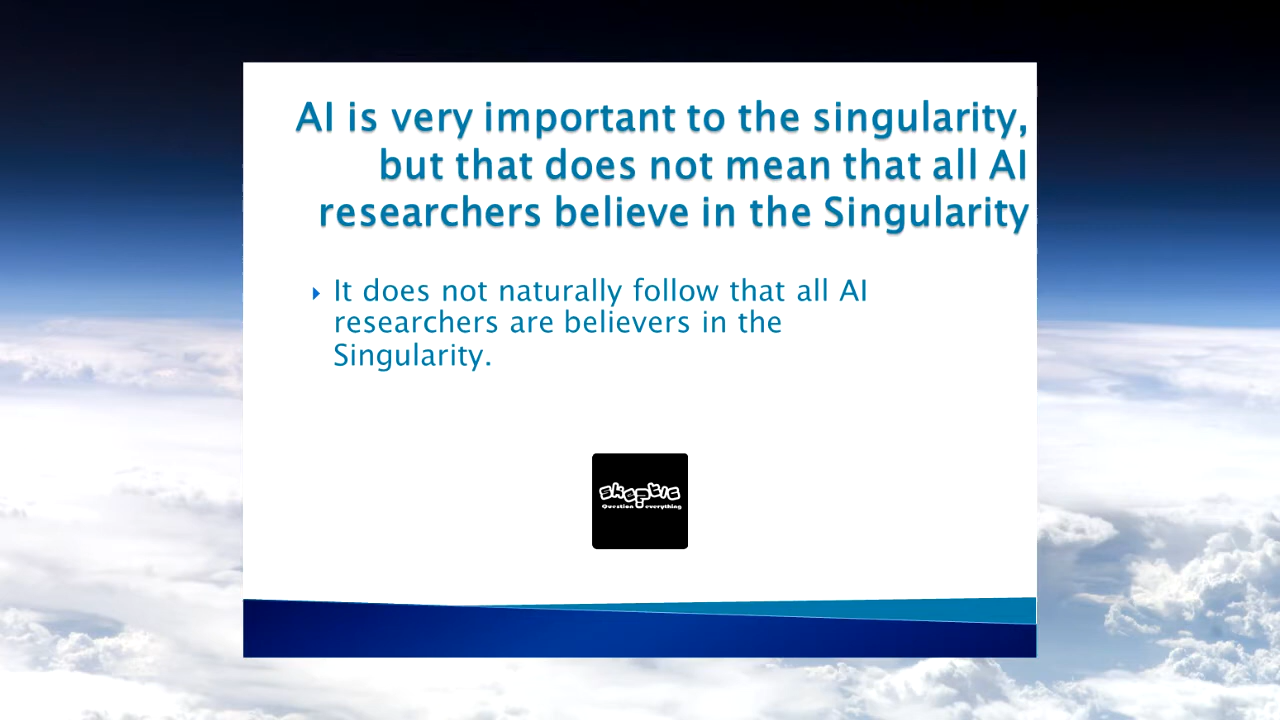 AI is very important to the singularity,
but that does not mean that all AI
researchers believe in the Singularity
It does not naturally follow that all AI
researchers are believers in the
Singularity.
skeptic
Question everything